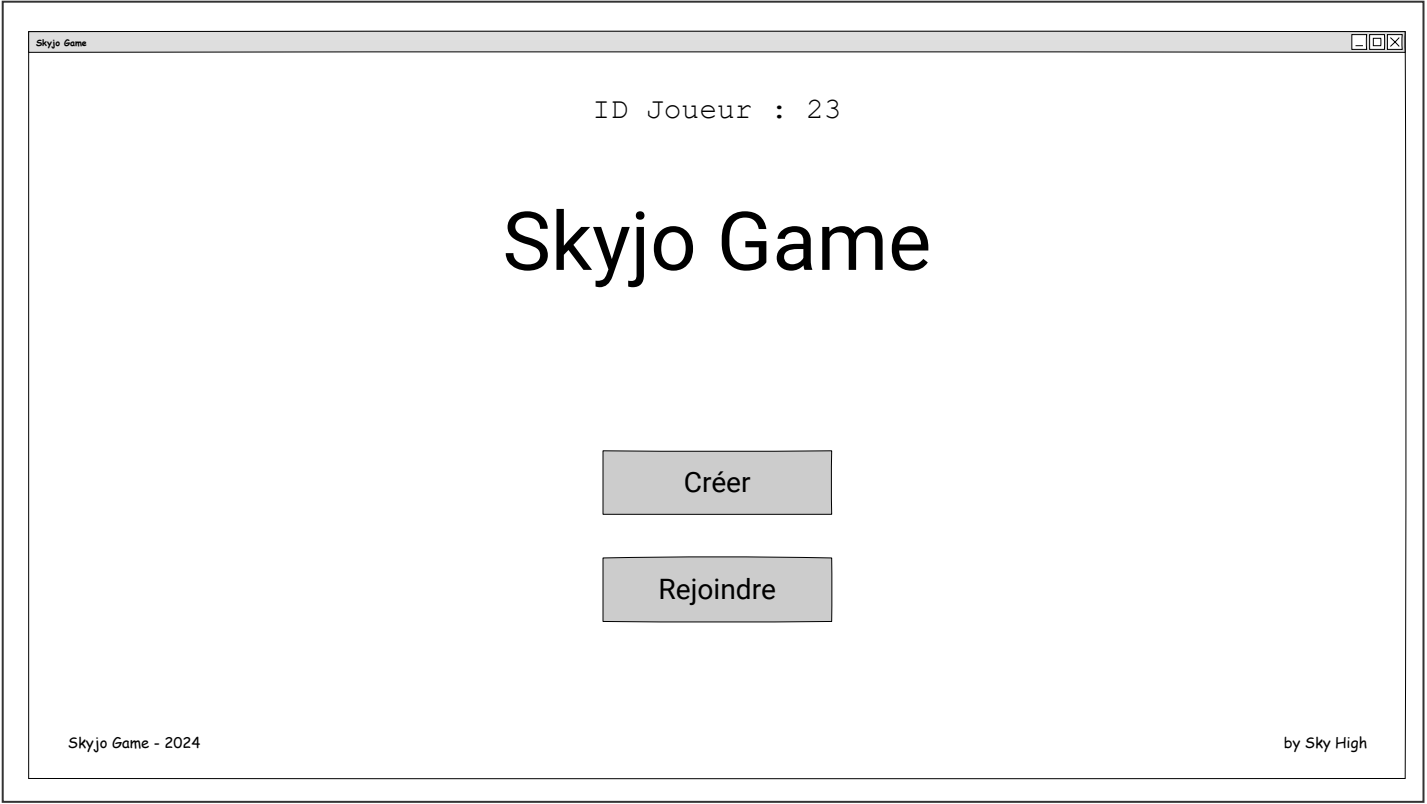 Skyjo Game
ID Joueur : 23
Skyjo Game
Créer
Rejoindre
Skyjo Game - 2024
by Sky High